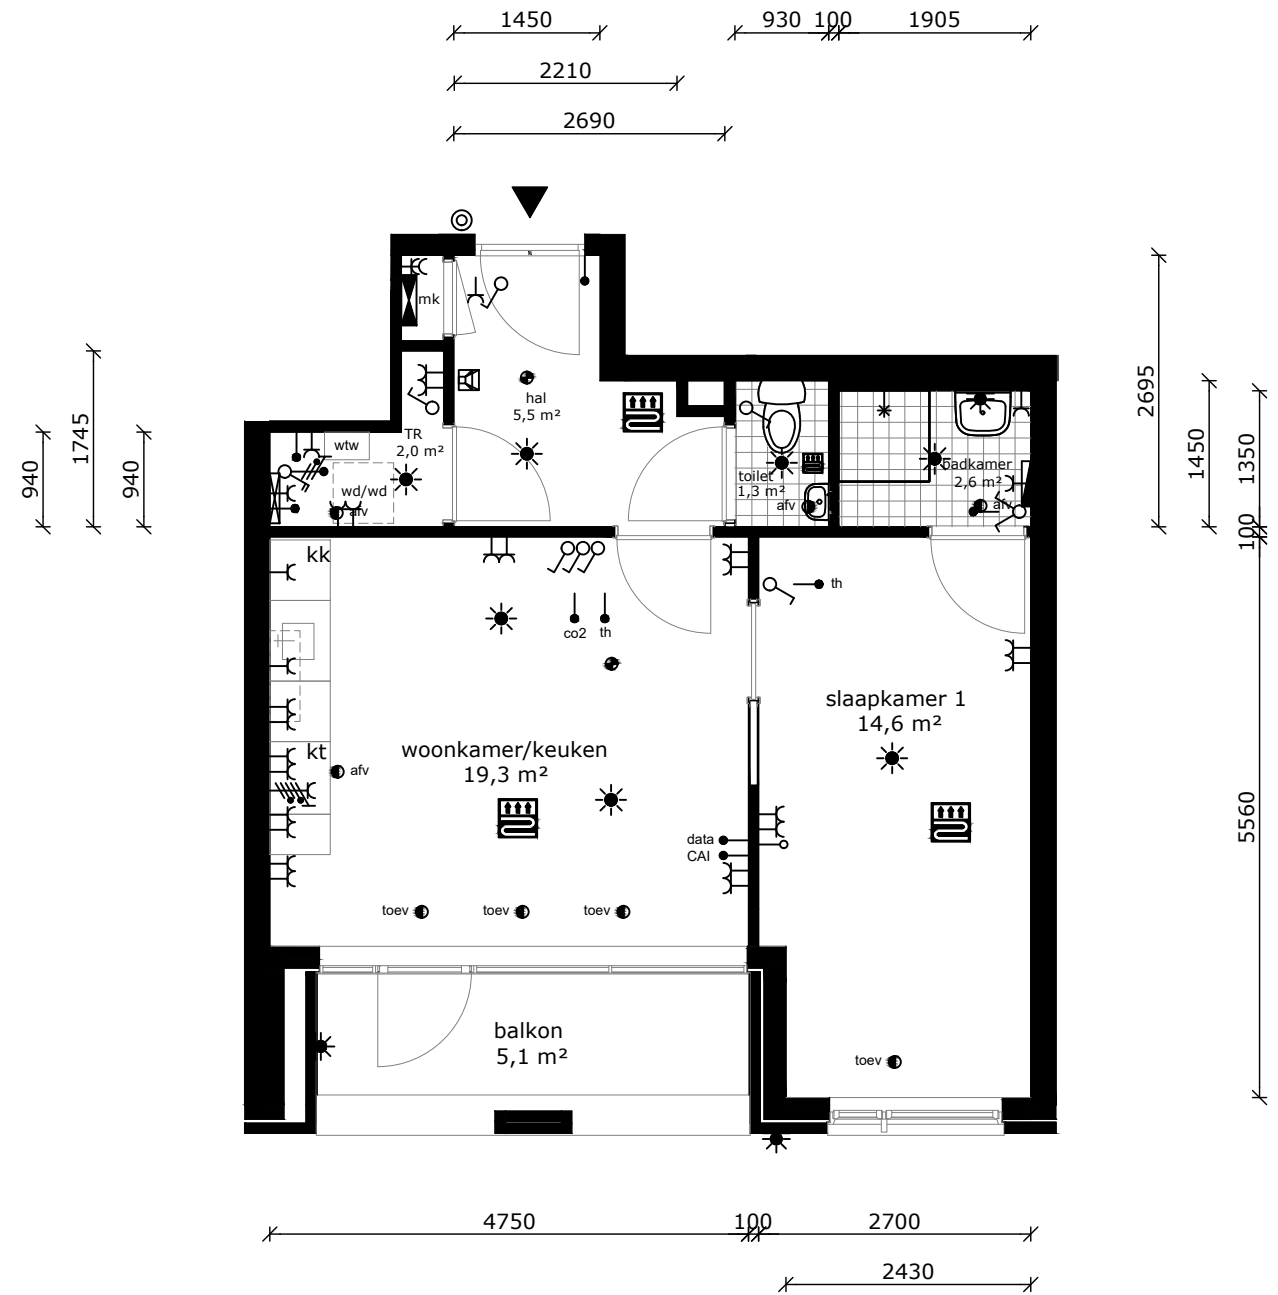 1450
930 100 1905
2210
2690
mk
hal
5,5 m²
TR
2,0 m²
wtw
wd/wd
afv
toilet
1,3 m²
afv
badkamer
2,6 m²
afv
940
1745
940
2695
1450
1350
100
5560
kk
co2 th
th
slaapkamer 1
14,6 m²
woonkamer/keuken
19,3 m²
kt
afv
data
CAI
toev toev toev
balkon
5,1 m²
toev
4750 100 2700
2430